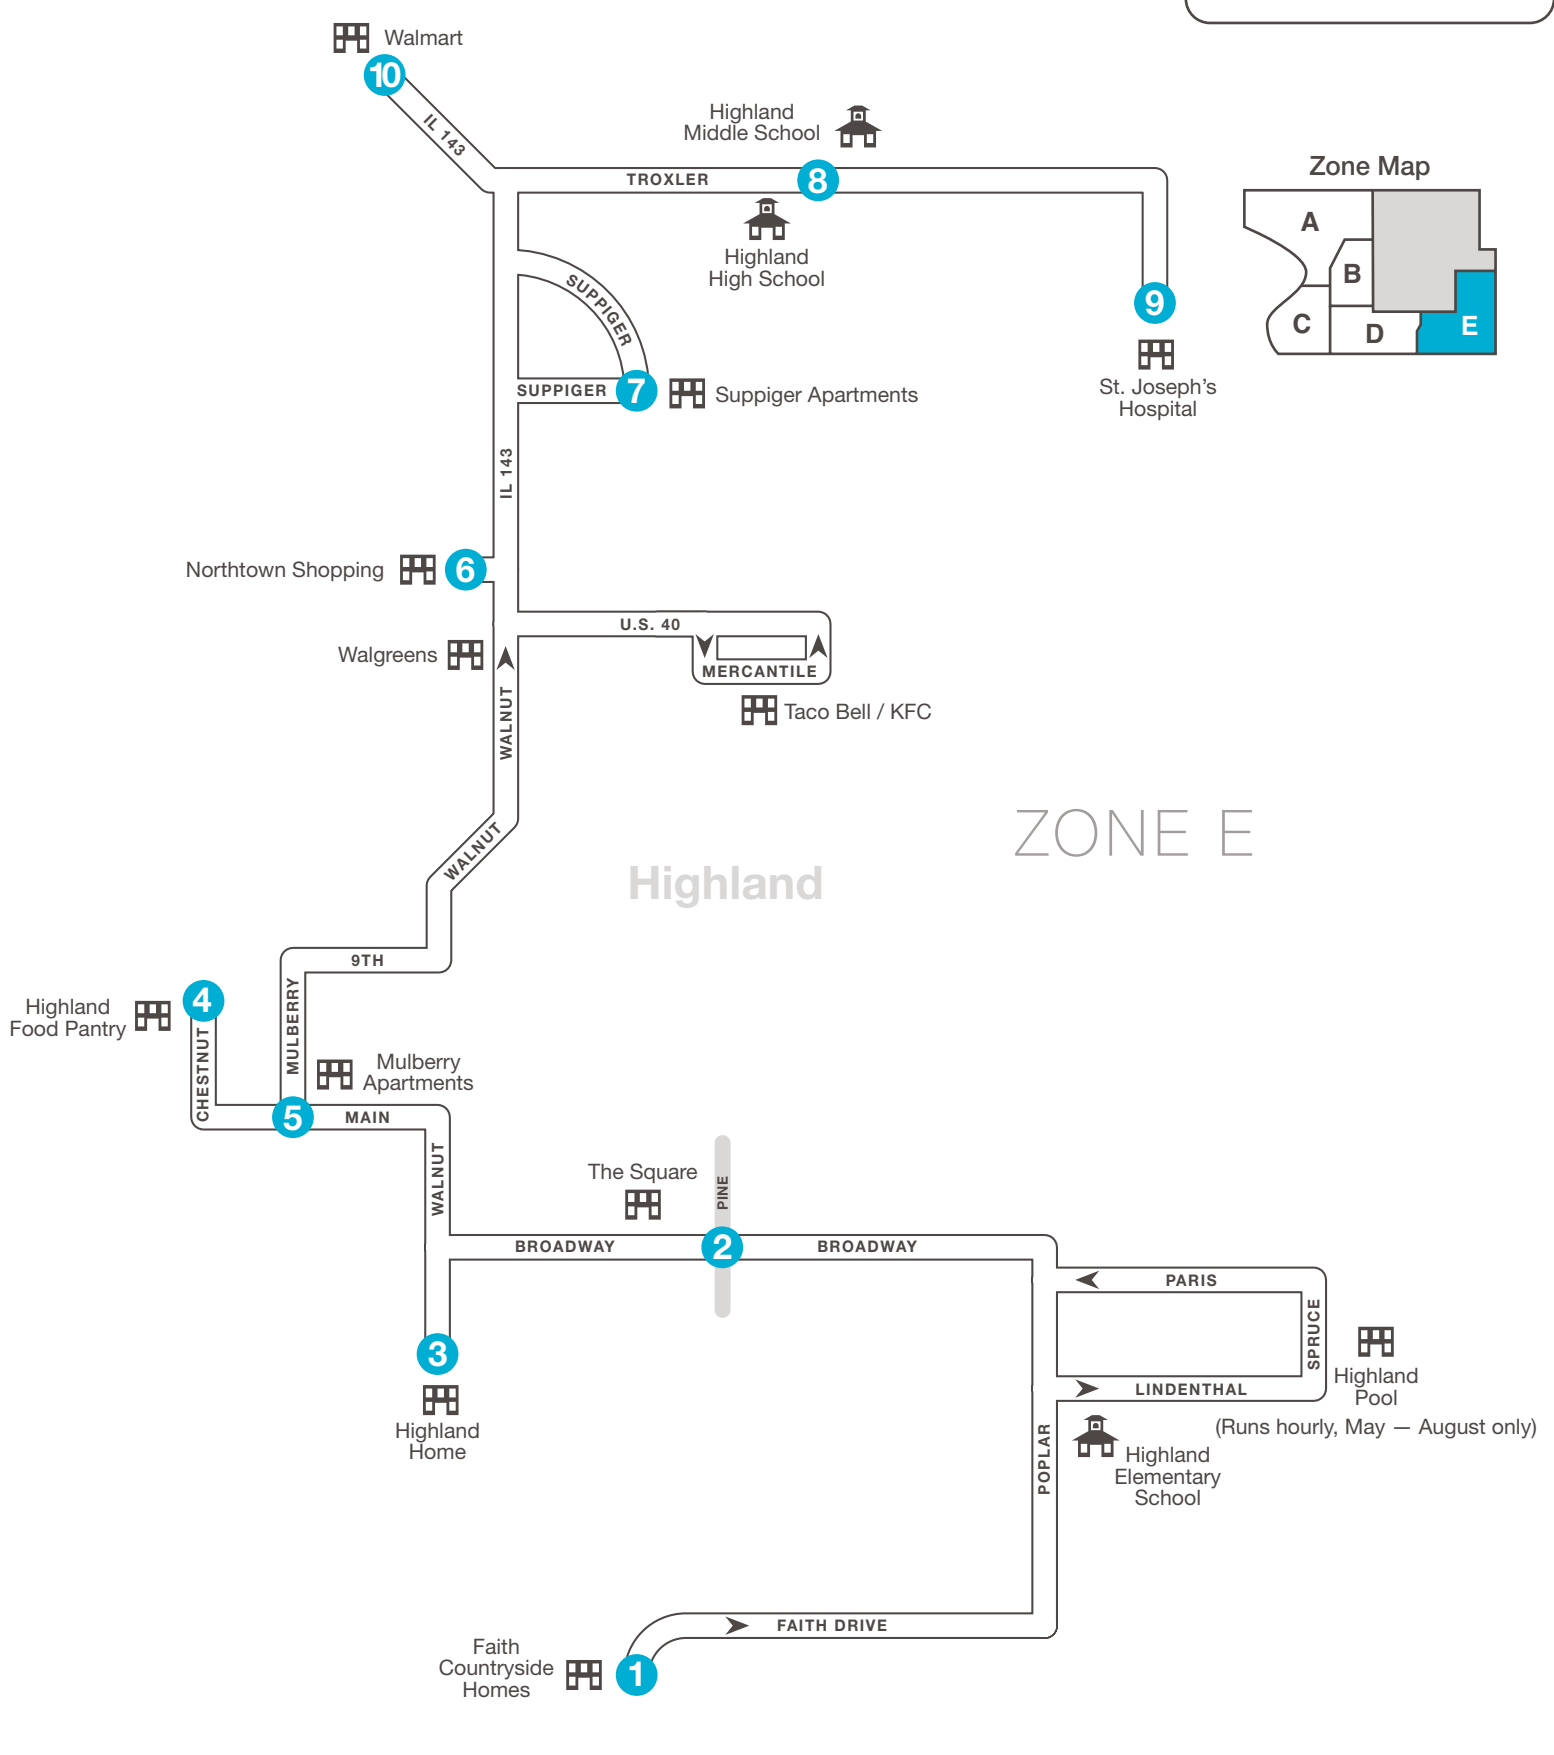 Walmart
10
IL 143
Highland
Middle School
TROXLER
8
Highland
High School
9
St. Joseph's
Hospital
Zone Map
A
B
C
D
E
SUPPIGER
SUPPIGER
7
Suppiger Apartments
IL 143
Northtown Shopping
6
U.S. 40
Walgreens
MERCANTILE
Taco Bell / KFC
WALNUT
ZONE E
WALNUT
Highland
9TH
4
Highland
Food Pantry
CHESTNUT
MULBERRY
Mulberry
Apartments
5
MAIN
WALNUT
The Square
PINE
BROADWAY
2
BROADWAY
PARIS
SPRUCE
3
Highland
Home
LINDENTHAL
Highland
Pool
(Runs hourly, May — August only)
POPLAR
Highland
Elementary
School
FAITH DRIVE
Faith
Countryside
Homes
1